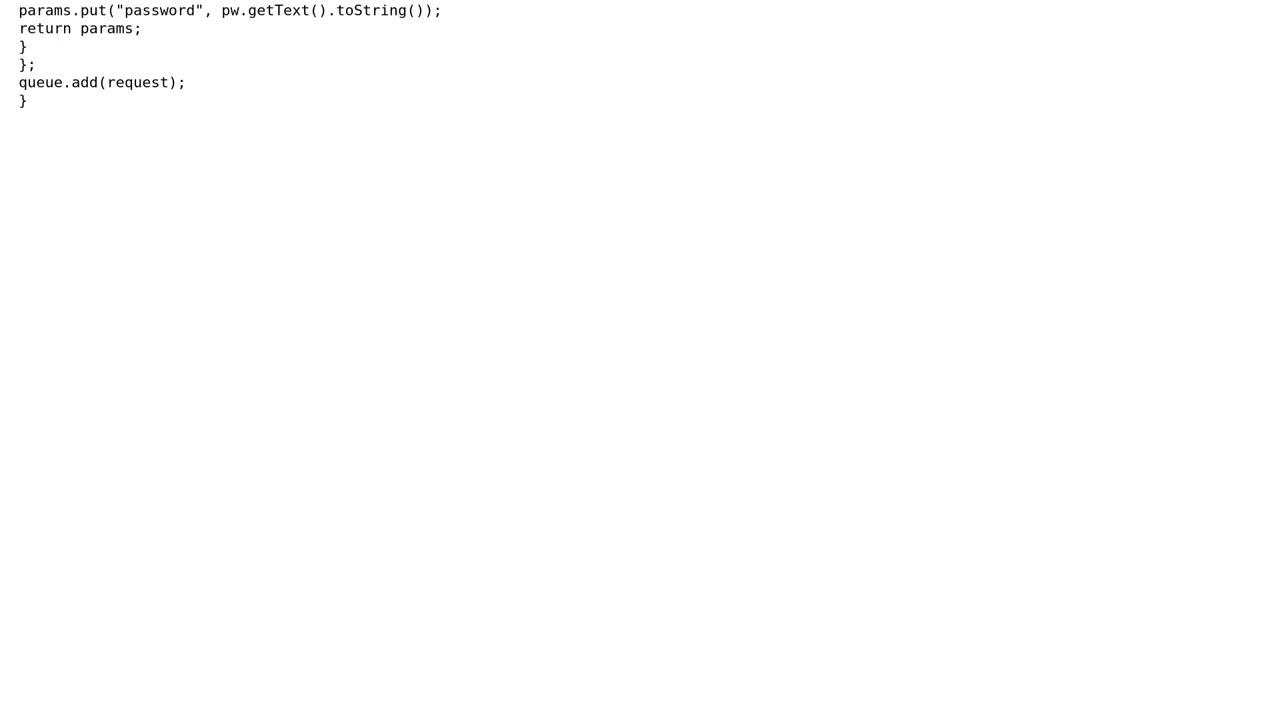 params.put("password", pw.getText().toString());
return params;
}
};
queue.add(request);
}